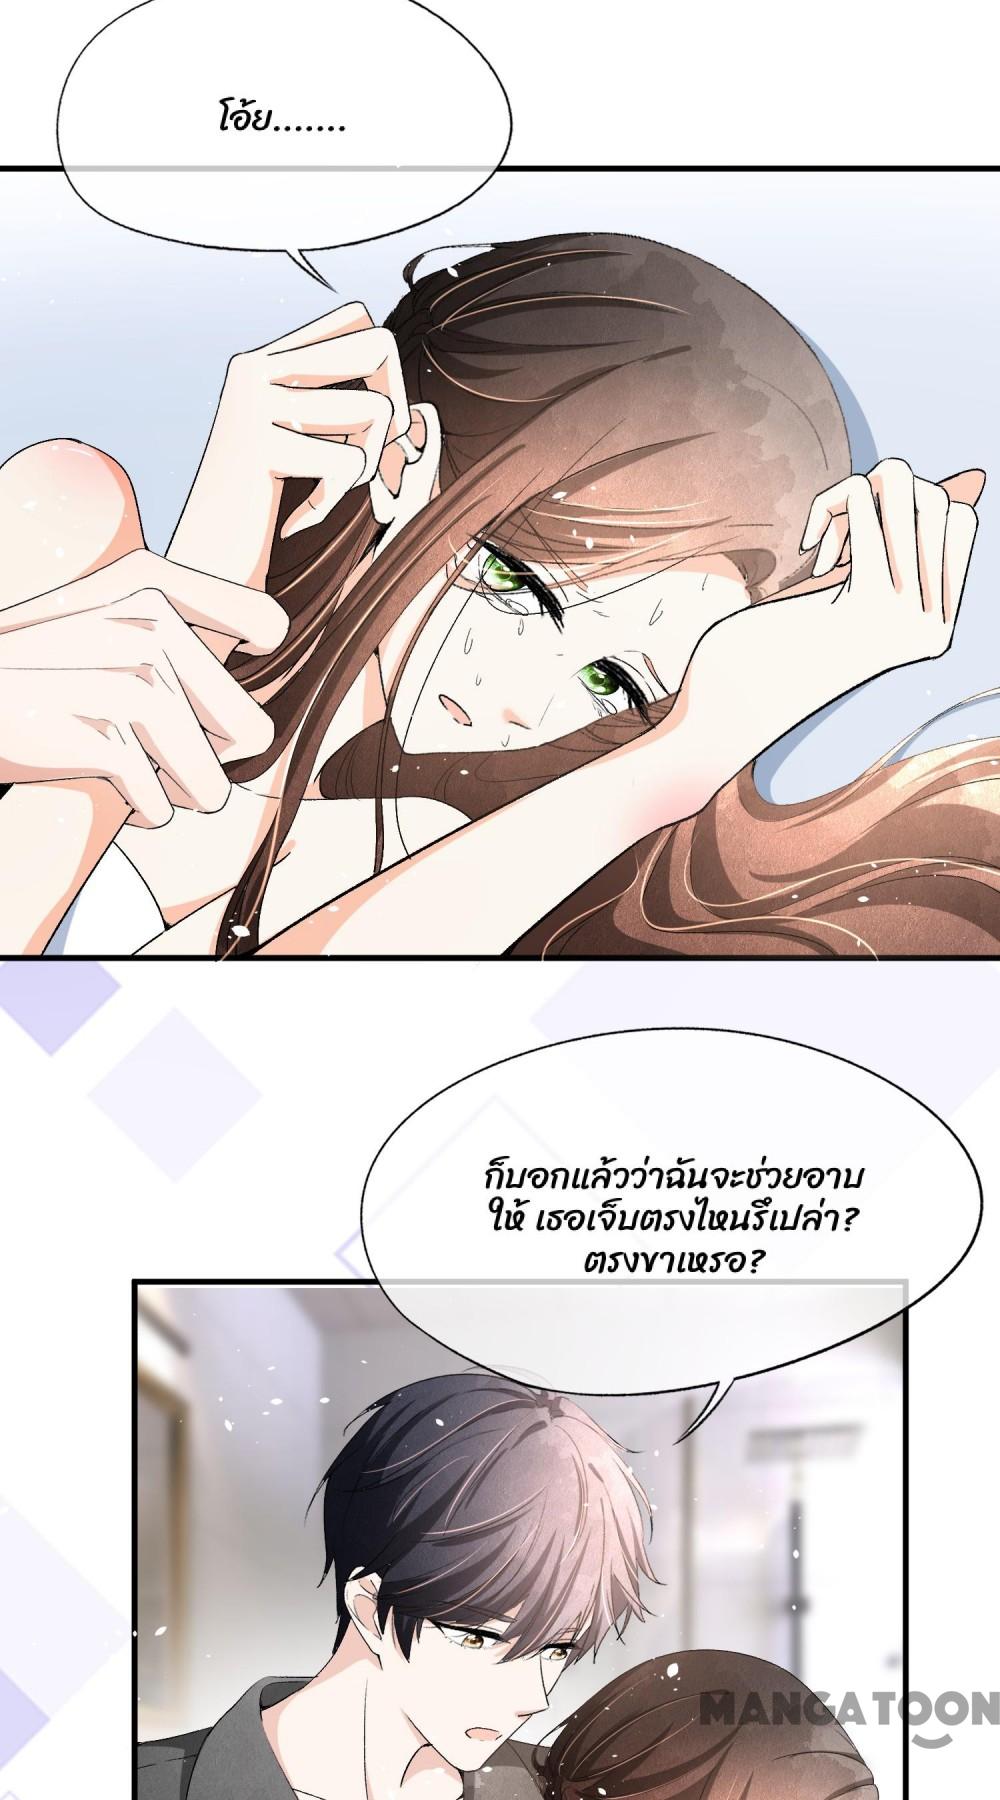 โอ้ย.......
ก็บอกแล้วว่าฉันจะช่วยอาบ
ให้ เธอเจ็บตรงไหนรึเปล่า?
ตรงขาเหรอ?
MANGATOON